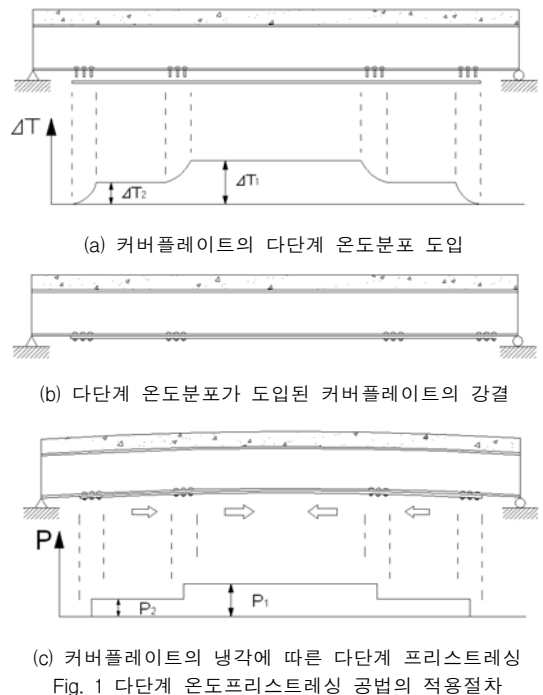 ΔT
ΔT₂
ΔT₁
(a) 커버플레이트의 다단계 온도분포 도입
(b) 다단계 온도분포가 도입된 커버플레이트의 강결
P
P₂
P₁
(c) 커버플레이트의 냉각에 따른 다단계 프리스트레싱
Fig. 1 다단계 온도프리스트레싱 공법의 적용절차